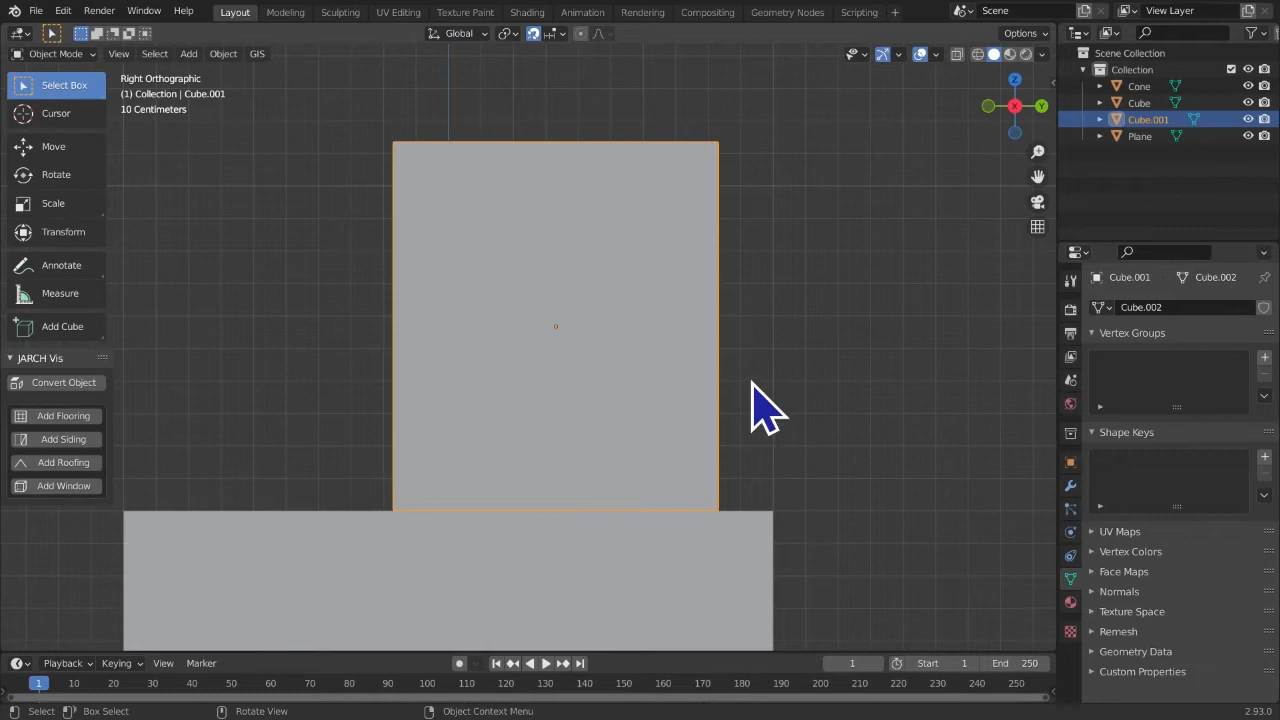 File Edit Render Window Help Layout Modeling Sculpting UV Editing Texture Paint Shading Animation Rendering Compositing Geometry Nodes Scripting + Scene View Layer
Global Options
Object Mode View Select Add Object GIS
Scene Collection
Collection
Cone
Cube
Cube.001
Plane
Select Box
Cursor
Move
Rotate
Scale
Transform
Annotate
Measure
Add Cube
JARCH Vis
Convert Object
Add Flooring
Add Siding
Add Roofing
Add Window
Right Orthographic
(1) Collection | Cube.001
10 Centimeters
Z
X
Y
Cube.001 Cube.002
Cube.002
Vertex Groups
Shape Keys
UV Maps
Vertex Colors
Face Maps
Normals
Texture Space
Remesh
Geometry Data
Custom Properties
Playback Keying View Marker 1 Start 1 End 250
1 10 20 30 40 50 60 70 80 90 100 110 120 130 140 150 160 170 180 190 200 210 220 230 240 250
Select Box Select Rotate View Object Context Menu 2.93.0